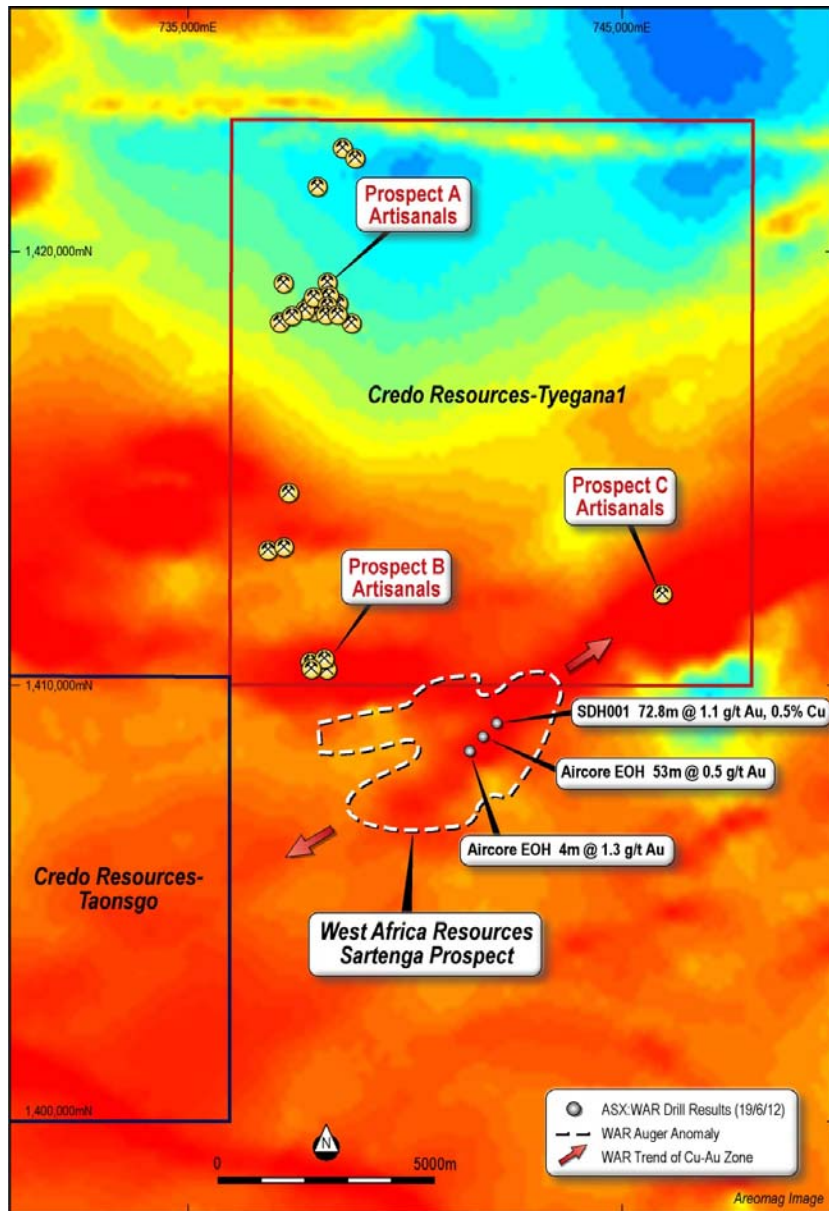 735,000mE
745,000mE
Prospect A
Artisanals
1,420,000mN
Credo Resources-Tyegana1
Prospect C
Artisanals
Prospect B
Artisanals
1,410,000mN
SDH001 72.8m @ 1.1 g/t Au, 0.5% Cu
Aircore EOH 53m @ 0.5 g/t Au
Aircore EOH 4m @ 1.3 g/t Au
Credo Resources-
Taonsgo
West Africa Resources
Sartenga Prospect
1,400,000mN
N
0
5000m
ASX:WAR Drill Results (19/6/12)
WAR Auger Anomaly
WAR Trend of Cu-Au Zone
Areomag Image